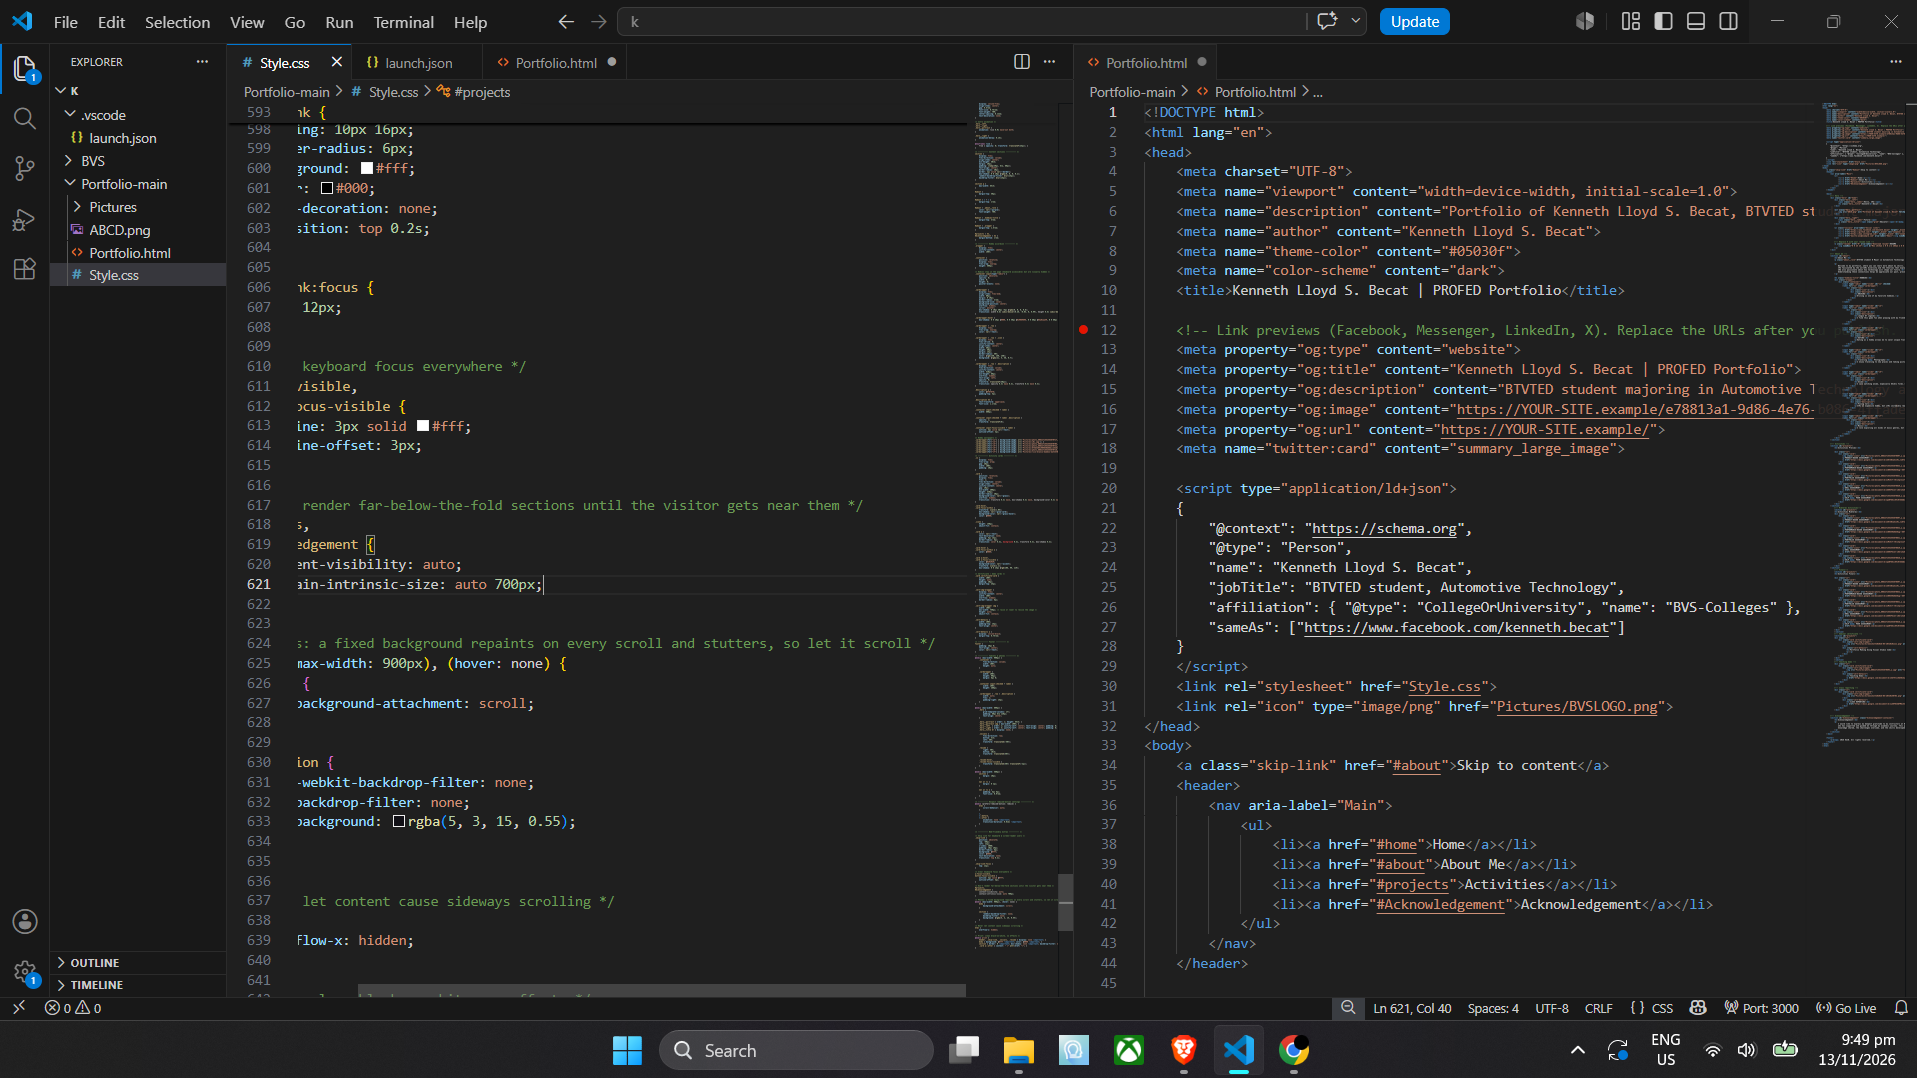 File Edit Selection View Go Run Terminal Help
k
Update
EXPLORER
K
.vscode
launch.json
BVS
Portfolio-main
Pictures
ABCD.png
Portfolio.html
Style.css
OUTLINE
TIMELINE
Style.css
launch.json
Portfolio.html
Portfolio-main > Style.css > #projects
593 nk {
598 ing: 10px 16px;
599 er-radius: 6px;
600 ground: #fff;
601 r: #000;
602 -decoration: none;
603 sition: top 0.2s;
604
605
606 nk:focus {
607 12px;
608
609
610 keyboard focus everywhere */
611 visible,
612 ocus-visible {
613 ine: 3px solid #fff;
614 ine-offset: 3px;
615
616
617 render far-below-the-fold sections until the visitor gets near them */
618 s,
619 edgement {
620 ent-visibility: auto;
621 ain-intrinsic-size: auto 700px;
622
623
624 s: a fixed background repaints on every scroll and stutters, so let it scroll */
625 max-width: 900px), (hover: none) {
626 {
627 background-attachment: scroll;
628
629
630 ion {
631 -webkit-backdrop-filter: none;
632 backdrop-filter: none;
633 background: rgba(5, 3, 15, 0.55);
634
635
636
637 let content cause sideways scrolling */
638
639 flow-x: hidden;
640
641
Portfolio.html
Portfolio-main > Portfolio.html > ...
1 <!DOCTYPE html>
2 <html lang="en">
3 <head>
4 <meta charset="UTF-8">
5 <meta name="viewport" content="width=device-width, initial-scale=1.0">
6 <meta name="description" content="Portfolio of Kenneth Lloyd S. Becat, BTVTED st
7 <meta name="author" content="Kenneth Lloyd S. Becat">
8 <meta name="theme-color" content="#05030f">
9 <meta name="color-scheme" content="dark">
10 <title>Kenneth Lloyd S. Becat | PROFED Portfolio</title>
11
12 <!-- Link previews (Facebook, Messenger, LinkedIn, X). Replace the URLs after yo
13 <meta property="og:type" content="website">
14 <meta property="og:title" content="Kenneth Lloyd S. Becat | PROFED Portfolio">
15 <meta property="og:description" content="BTVTED student majoring in Automotive T
16 <meta property="og:image" content="https://YOUR-SITE.example/e78813a1-9d86-4e76-
17 <meta property="og:url" content="https://YOUR-SITE.example/">
18 <meta name="twitter:card" content="summary_large_image">
19
20 <script type="application/ld+json">
21 {
22 "@context": "https://schema.org",
23 "@type": "Person",
24 "name": "Kenneth Lloyd S. Becat",
25 "jobTitle": "BTVTED student, Automotive Technology",
26 "affiliation": { "@type": "CollegeOrUniversity", "name": "BVS-Colleges" },
27 "sameAs": ["https://www.facebook.com/kenneth.becat"]
28 }
29 </script>
30 <link rel="stylesheet" href="Style.css">
31 <link rel="icon" type="image/png" href="Pictures/BVSLOGO.png">
32 </head>
33 <body>
34 <a class="skip-link" href="#about">Skip to content</a>
35 <header>
36 <nav aria-label="Main">
37 <ul>
38 <li><a href="#home">Home</a></li>
39 <li><a href="#about">About Me</a></li>
40 <li><a href="#projects">Activities</a></li>
41 <li><a href="#Acknowledgement">Acknowledgement</a></li>
42 </ul>
43 </nav>
44 </header>
45
0 0
Ln 621, Col 40 Spaces: 4 UTF-8 CRLF {} CSS Port: 3000 Go Live
Search
ENG
US
9:49 pm
13/11/2026